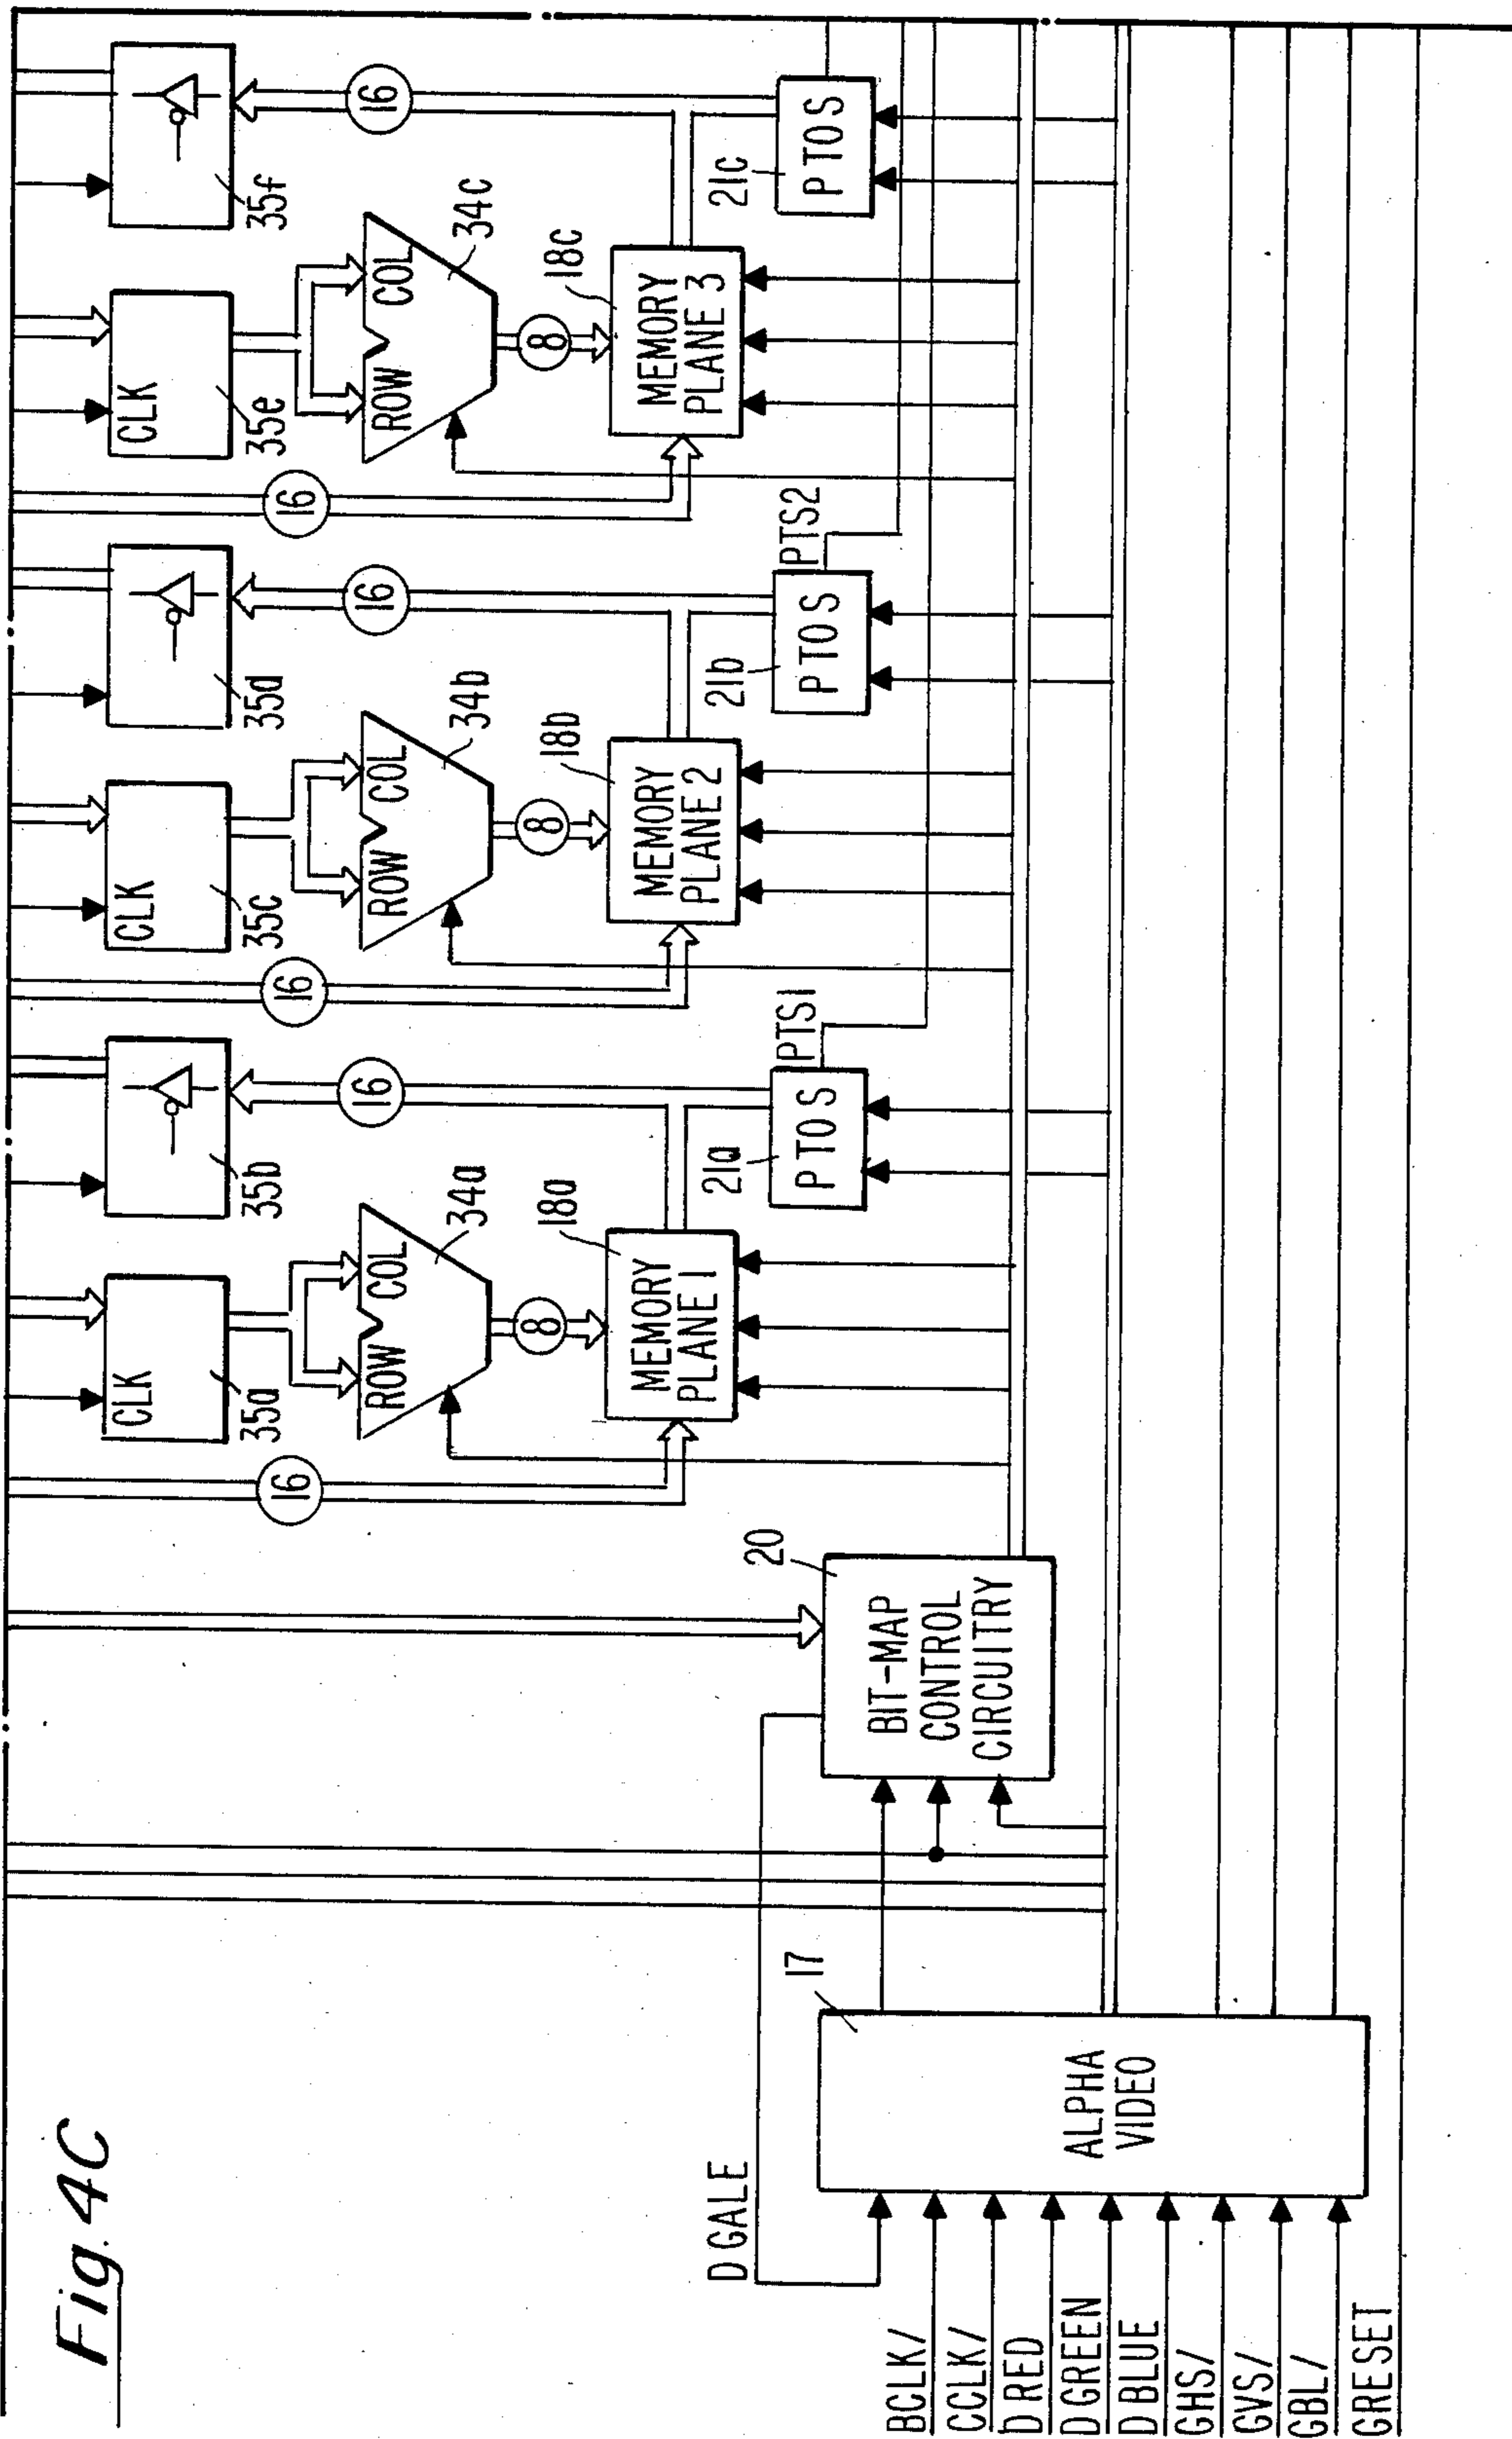 Fig. 4C
CLK
35a
35b
CLK
35c
35d
CLK
35e
35f
16
16
16
16
16
16
ROW
COL
34a
ROW
COL
34b
ROW
COL
34c
8
8
8
18a
MEMORY
PLANE 1
18b
MEMORY
PLANE 2
18c
MEMORY
PLANE 3
21a
P TO S
PTS1
21b
P TO S
PTS2
21c
P TO S
20
BIT-MAP
CONTROL
CIRCUITRY
17
ALPHA
VIDEO
D GALE
BCLK/
CCLK/
D RED
D GREEN
D BLUE
GHS/
GVS/
GBL/
GRESET